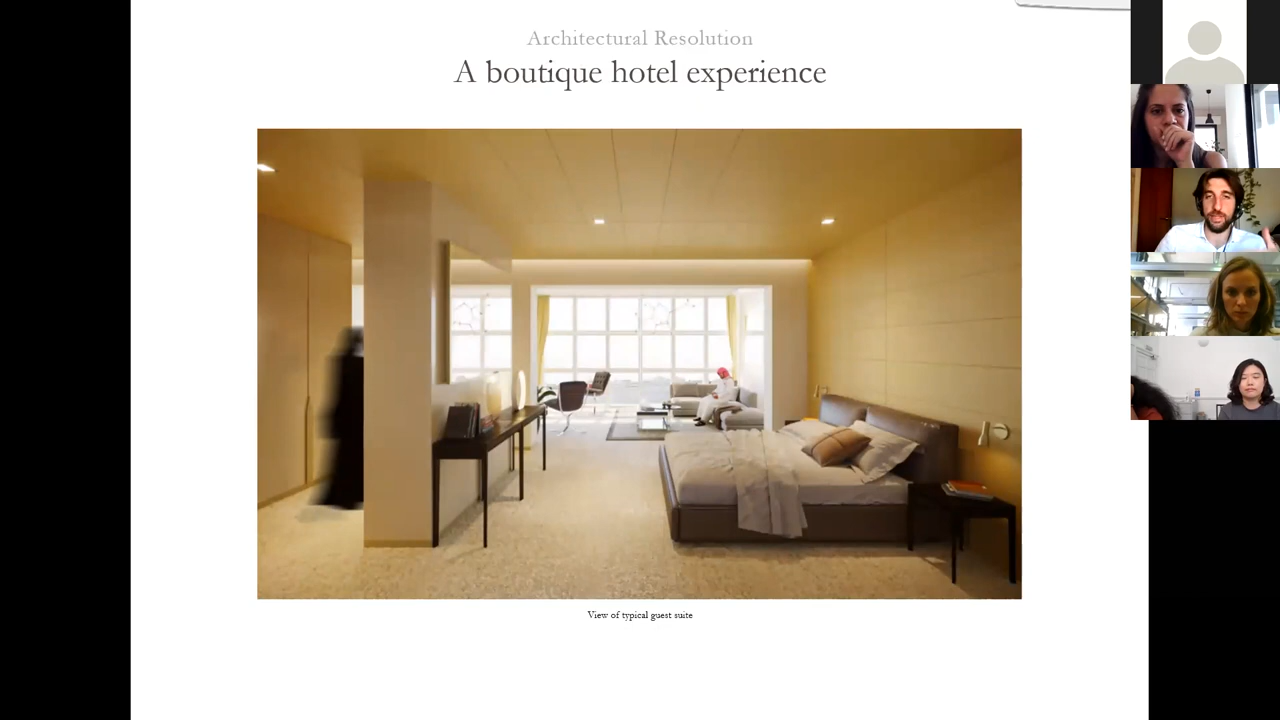 Architectural Resolution
A boutique hotel experience
View of typical guest suite